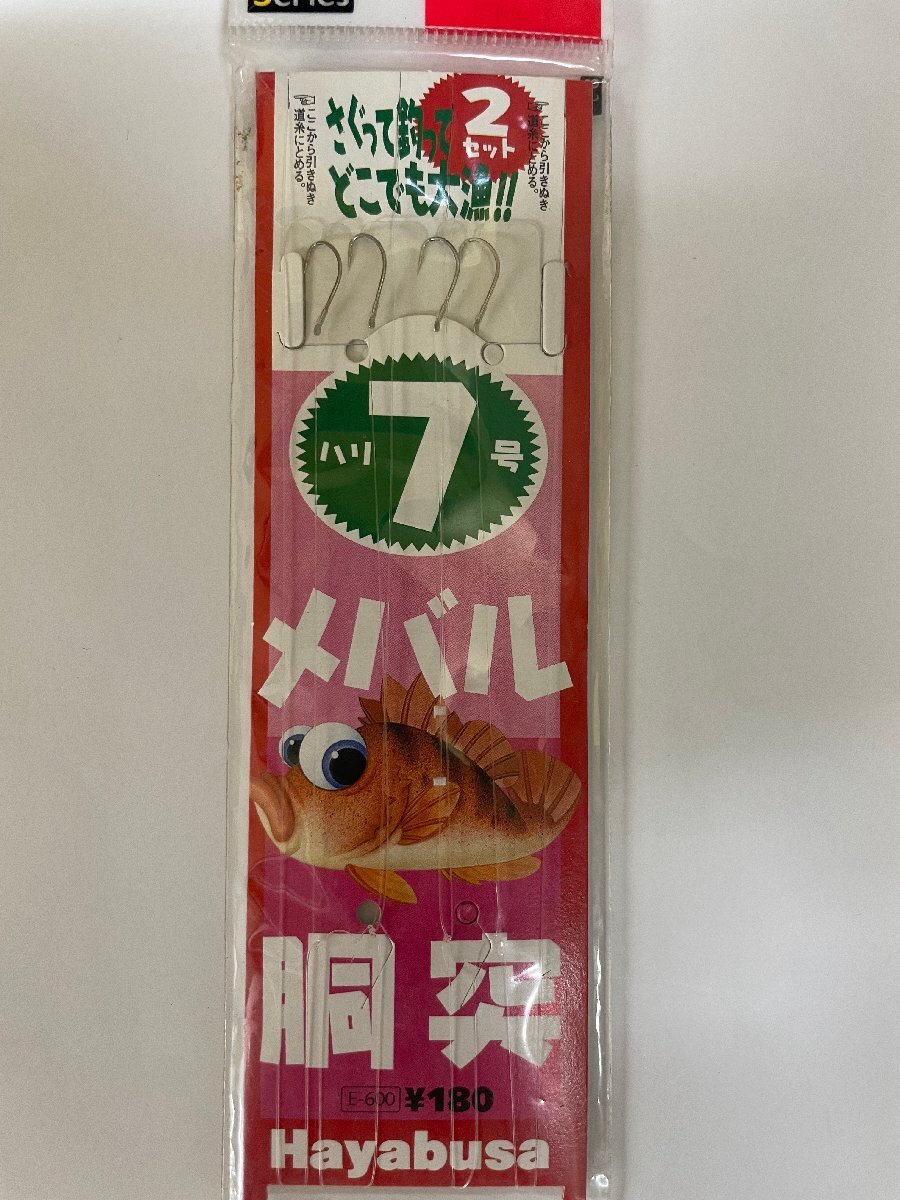 Series
さぐって釣って
どこでも大漁!!
2
セット
☜ここから引きぬき
道糸にとめる。
☜ここから引きぬき
道糸にとめる。
ハリ 7 号
メバル
胴突
E-600 ¥180
Hayabusa